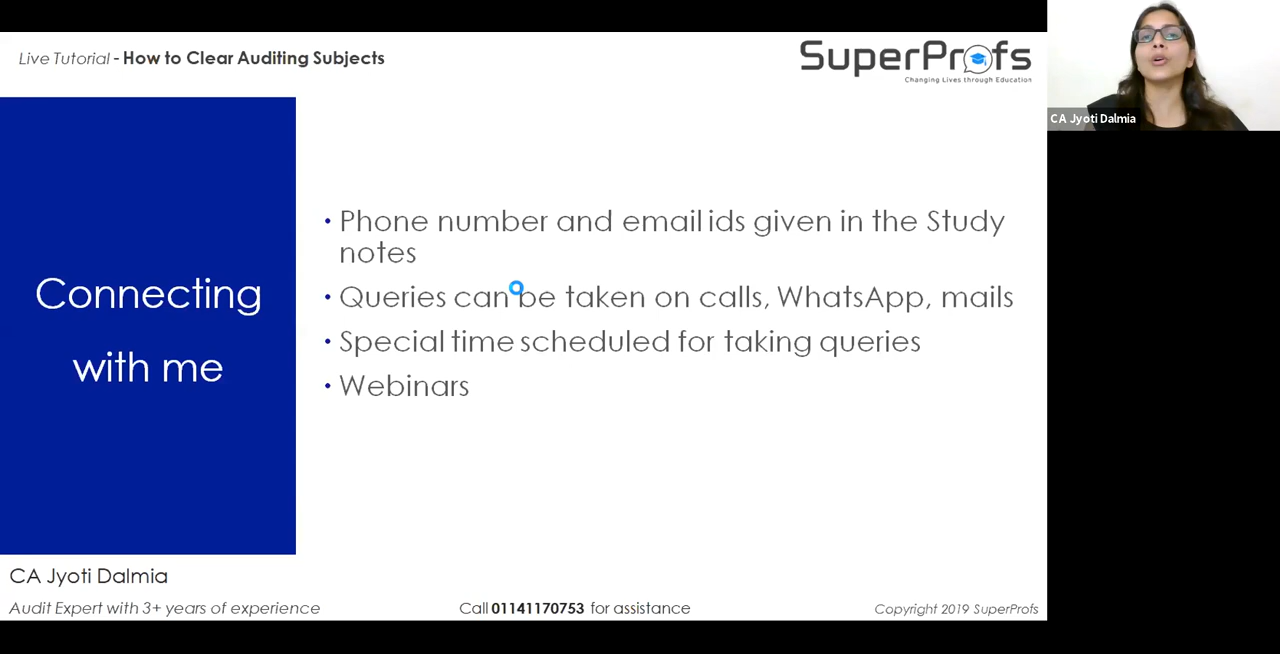 Live Tutorial - How to Clear Auditing Subjects
SuperProfs
Changing Lives through Education
CA Jyoti Dalmia
Connecting
with me
• Phone number and email ids given in the Study
notes
• Queries can be taken on calls, WhatsApp, mails
• Special time scheduled for taking queries
• Webinars
CA Jyoti Dalmia
Audit Expert with 3+ years of experience
Call 01141170753 for assistance
Copyright 2019 SuperProfs